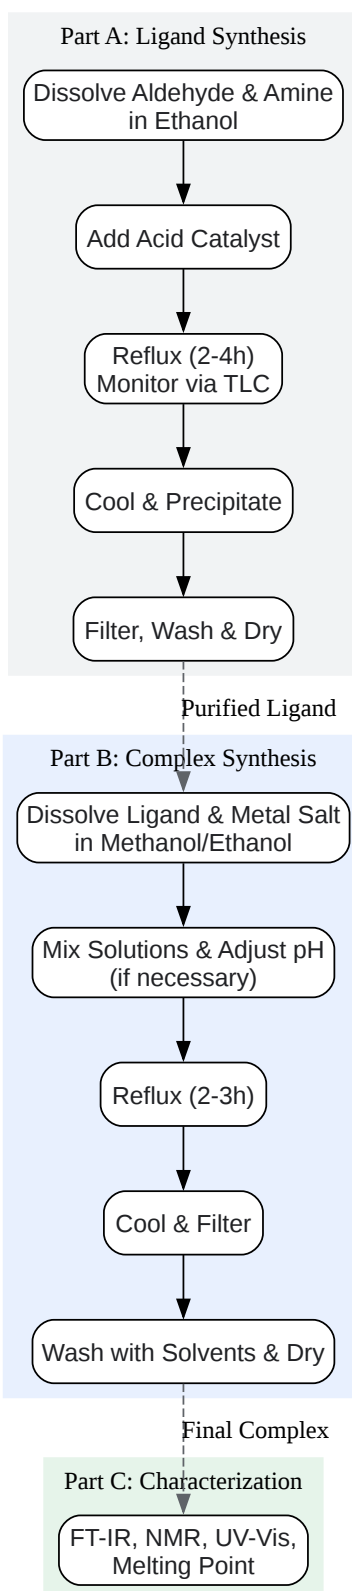 Part A: Ligand Synthesis
Dissolve Aldehyde & Amine
in Ethanol
Add Acid Catalyst
Reflux (2-4h)
Monitor via TLC
Cool & Precipitate
Filter, Wash & Dry
Purified Ligand
Part B: Complex Synthesis
Dissolve Ligand & Metal Salt
in Methanol/Ethanol
Mix Solutions & Adjust pH
(if necessary)
Reflux (2-3h)
Cool & Filter
Wash with Solvents & Dry
Final Complex
Part C: Characterization
FT-IR, NMR, UV-Vis,
Melting Point